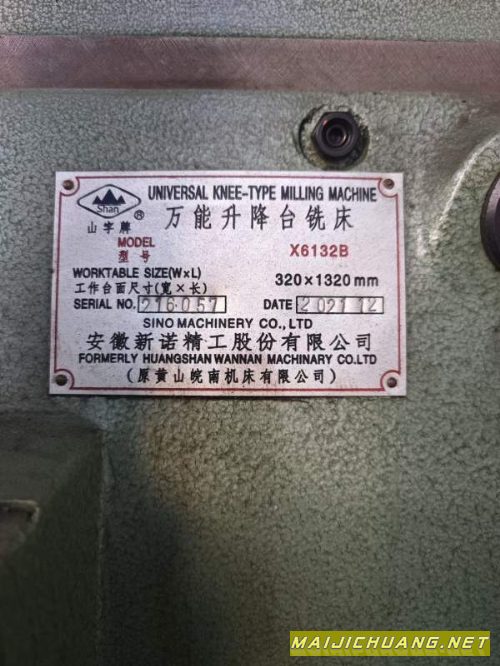 UNIVERSAL KNEE-TYPE MILLING MACHINE
Shan ®
山字牌
万能升降台铣床
MODEL
型号 X6132B
WORKTABLE SIZE(W×L)
工作台面尺寸(宽×长) 320×1320mm
SERIAL NO. 216·057 DATE 2021 12
SINO MACHINERY CO.,LTD
安徽新诺精工股份有限公司
FORMERLY HUANGSHAN WANNAN MACHINARY CO.LTD
(原黄山皖南机床有限公司)
MAIJICHUANG.NET